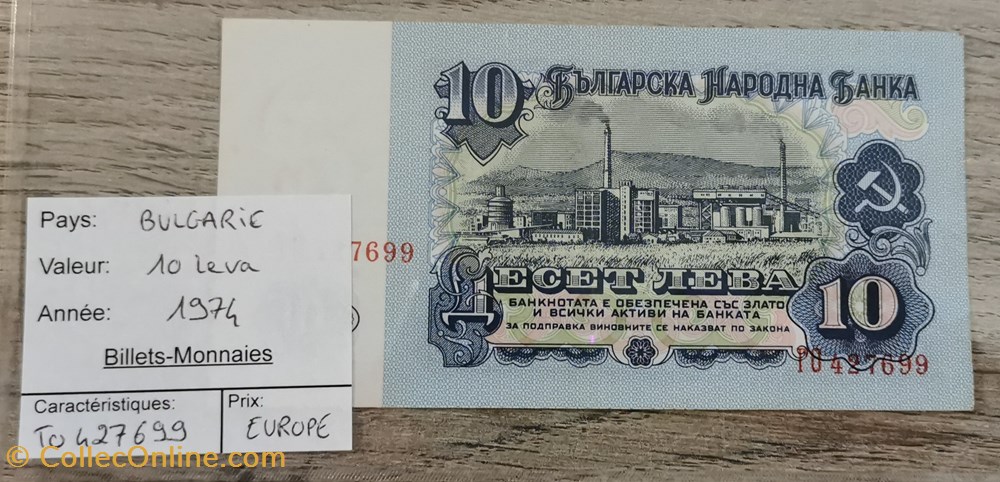 10 БЪЛГАРСКА НАРОДНА БАНКА
7699
ДЕСЕТ ЛЕВА
БАНКНОТАТА Е ОБЕЗПЕЧЕНА СЪС ЗЛАТО
И ВСИЧКИ АКТИВИ НА БАНКАТА
ЗА ПОДПРАВКА ВИНОВНИТЕ СЕ НАКАЗВАТ ПО ЗАКОНА
10
ГО 427699
Pays: BULGARIE
Valeur: 10 Leva
Année: 1974
Billets-Monnaies
Caractéristiques:
TO 427699
Prix:
EUROPE
© CollecOnline.com